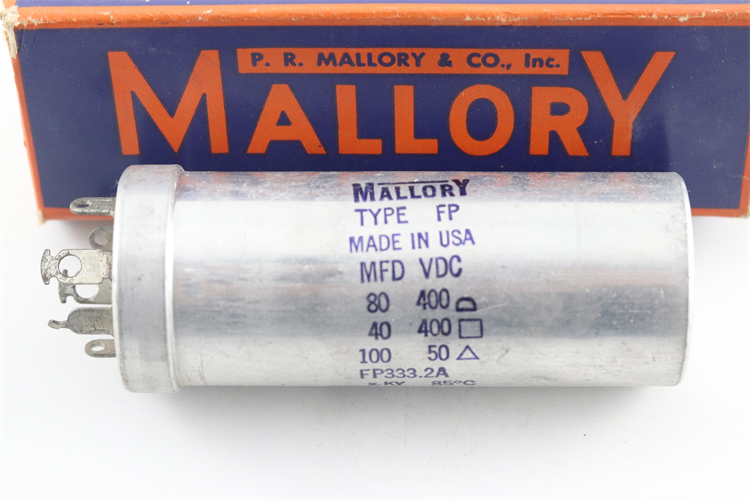 P. R. MALLORY & CO., Inc.
MALLORY
MALLORY
TYPE FP
MADE IN USA
MFD VDC
80 400
40 400
100 50
FP333.2A
85°C